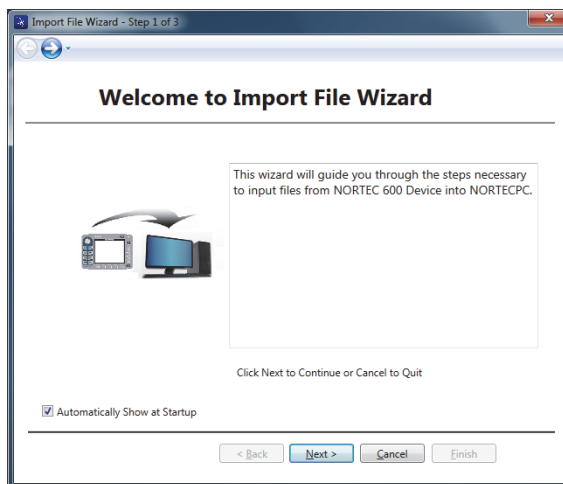 Import File Wizard - Step 1 of 3
Welcome to Import File Wizard
This wizard will guide you through the steps necessary
to input files from NORTEC 600 Device into NORTECPC.
Click Next to Continue or Cancel to Quit
Automatically Show at Startup
< Back Next > Cancel Finish